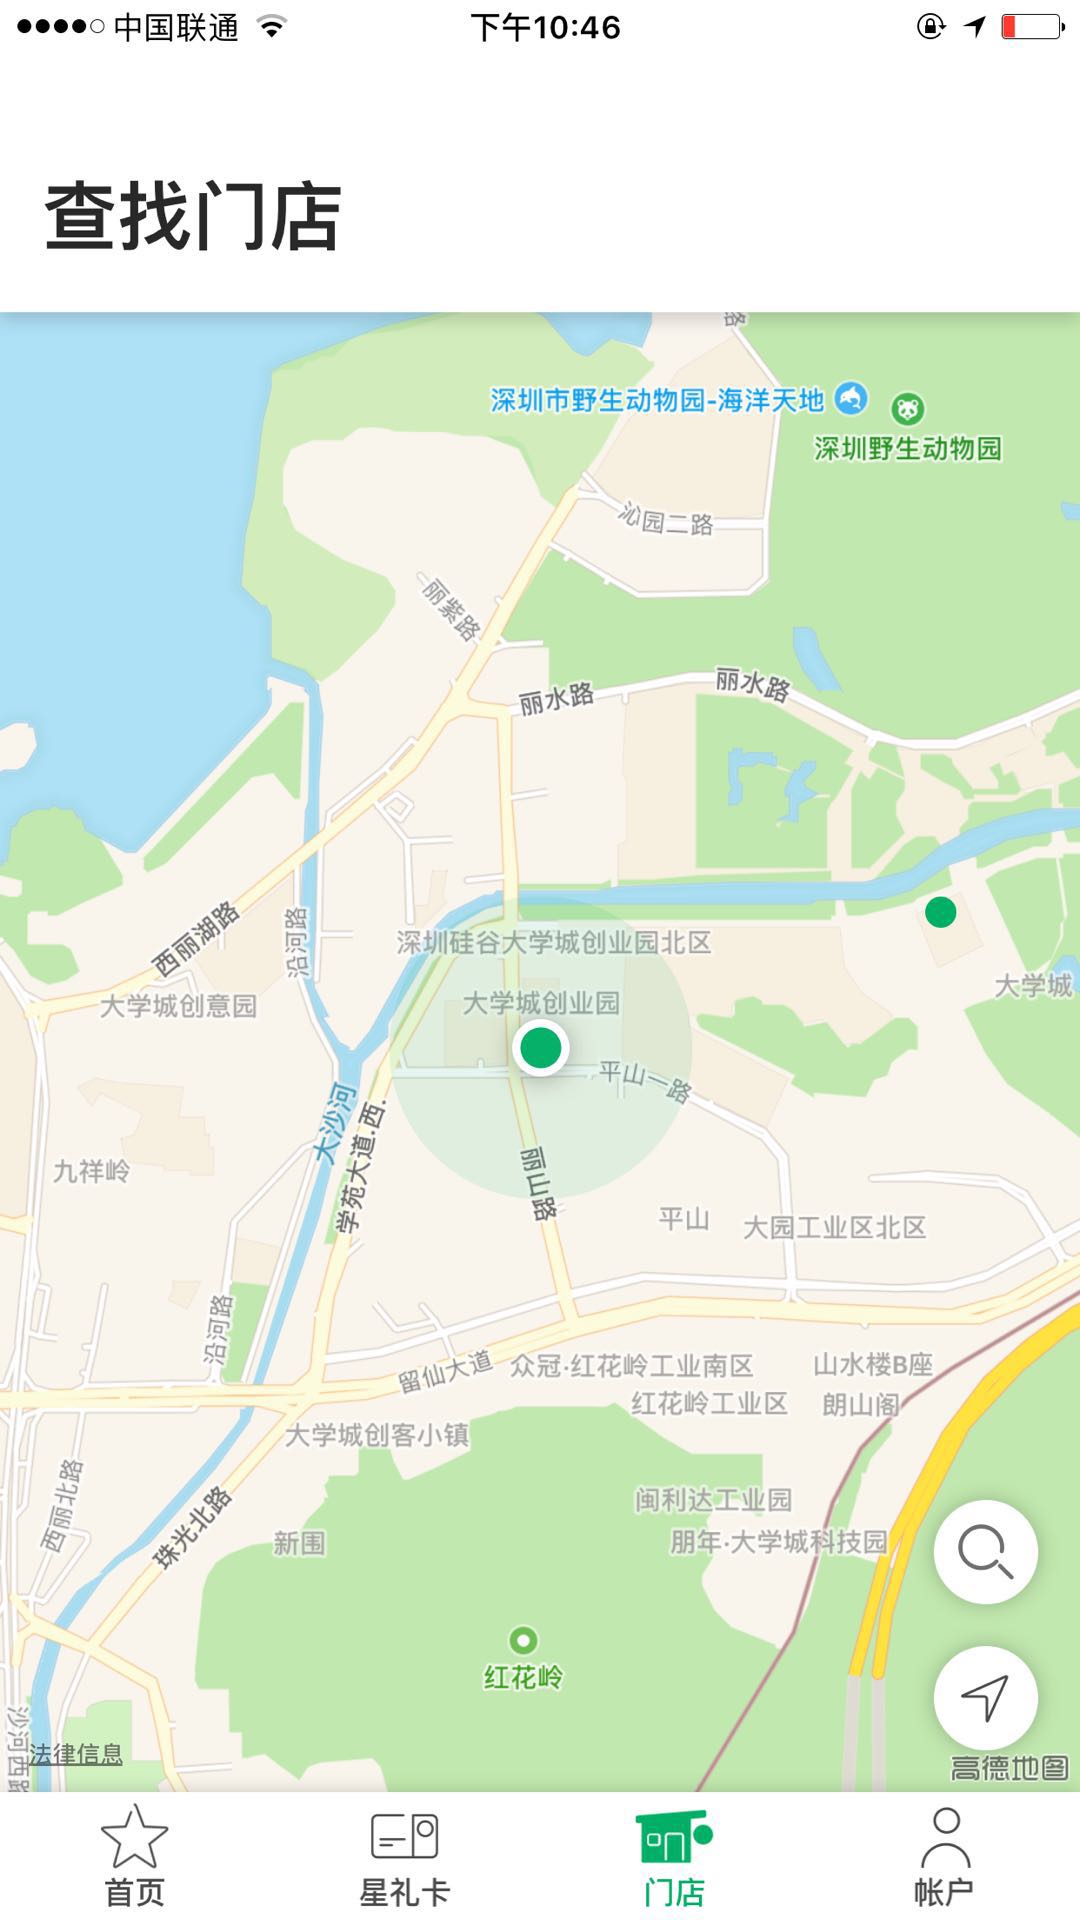 中国联通
下午10:46
查找门店
路
深圳市野生动物园-海洋天地
深圳野生动物园
沁园二路
丽紫路
丽水路
丽水路
西丽湖路
沿河路
深圳硅谷大学城创业园北区
大学城创意园
大学城创业园
大学城
平山一路
大沙河
学苑大道.西.
九祥岭
丽山路
平山
大园工业区北区
沿河路
留仙大道
众冠·红花岭工业南区
山水楼B座
红花岭工业区
朗山阁
大学城创客小镇
西丽北路
珠光北路
新围
闽利达工业园
朋年·大学城科技园
红花岭
沙河西路
法律信息
高德地图
首页
星礼卡
门店
帐户